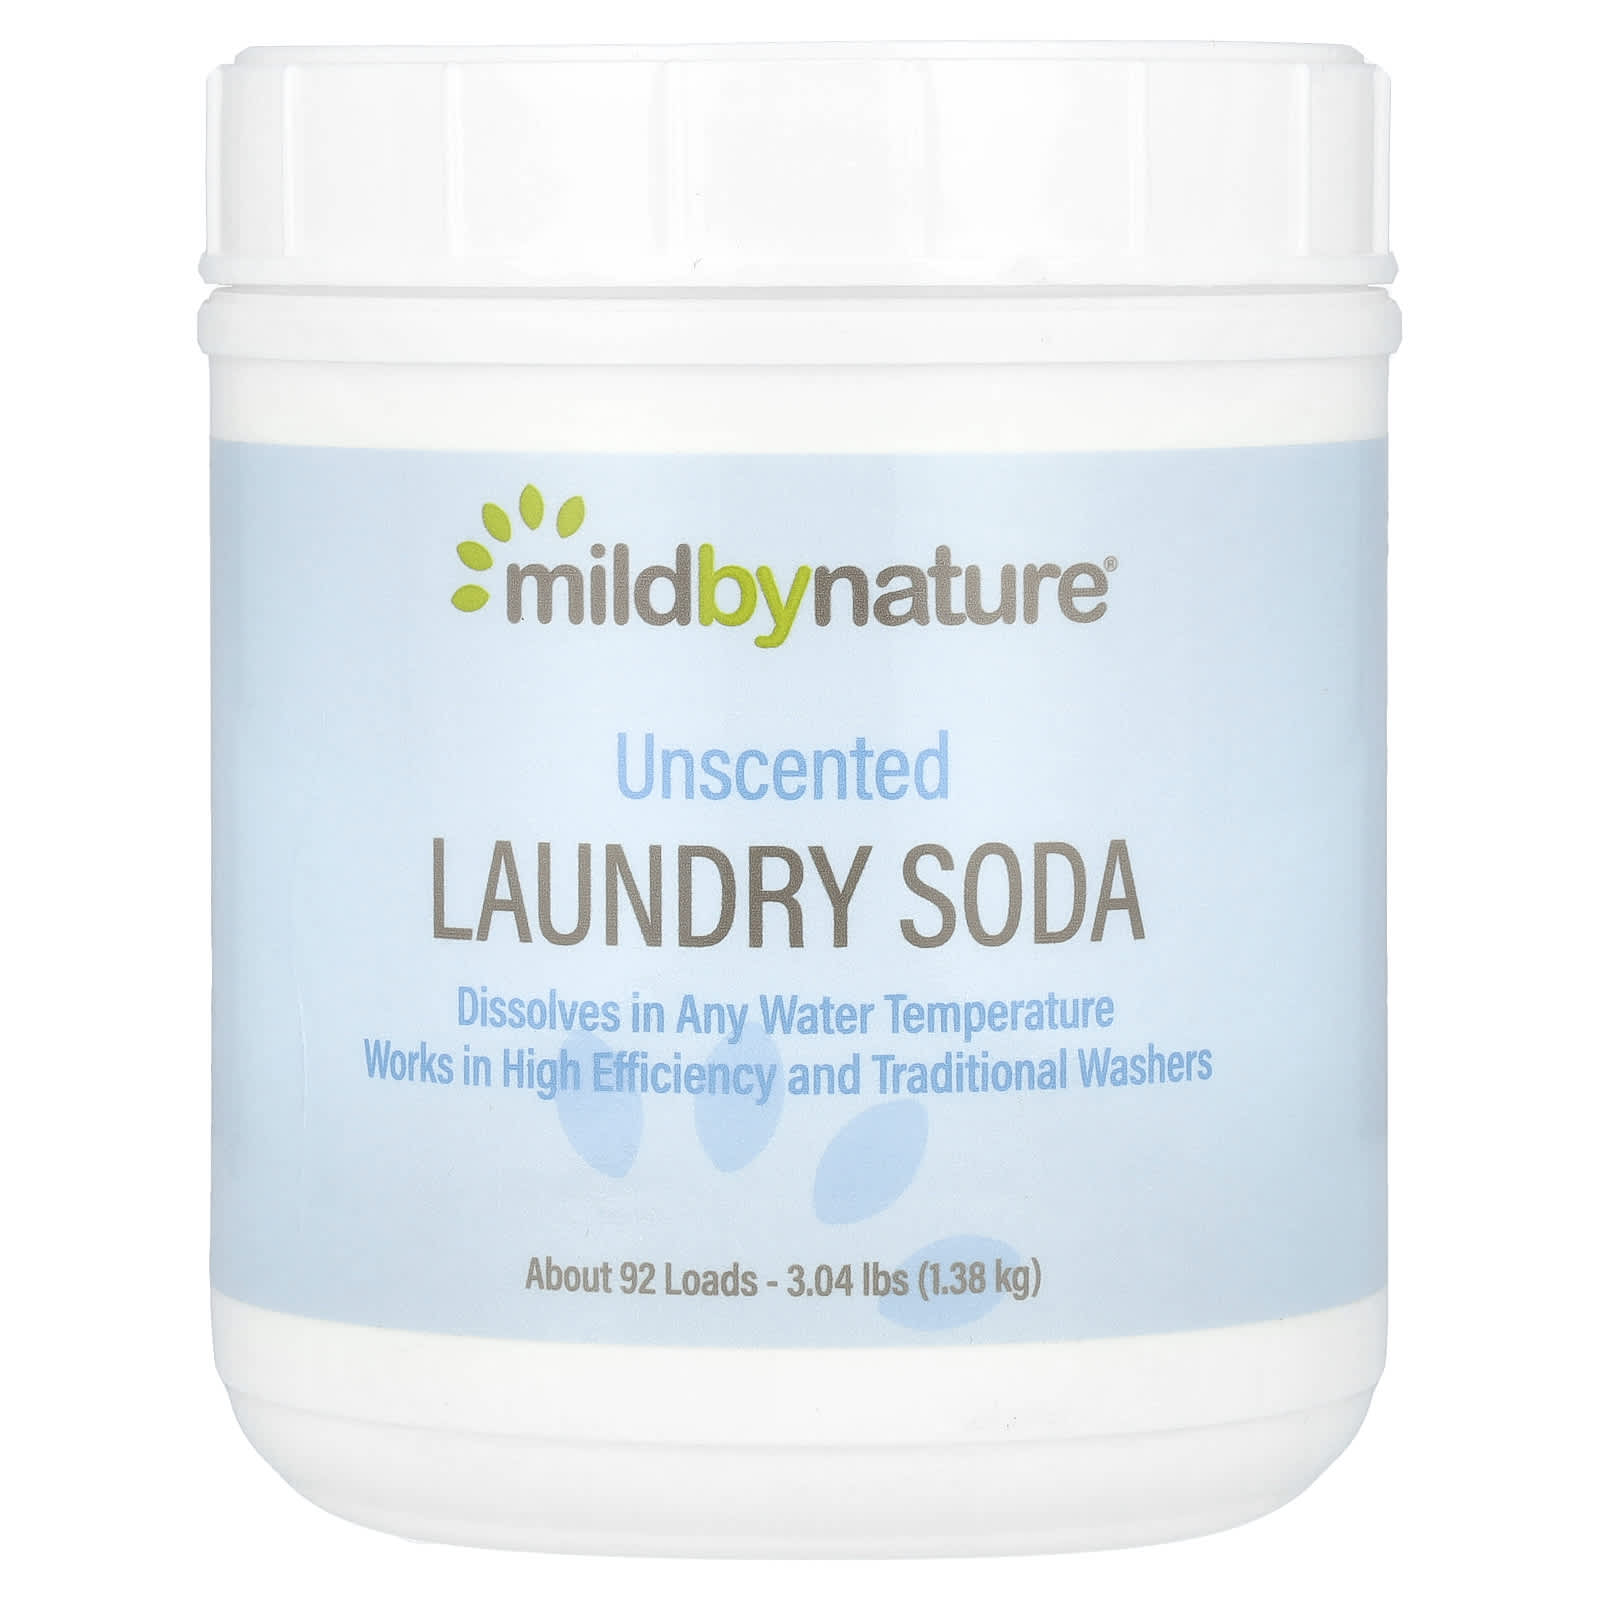 mildbynature®
Unscented
LAUNDRY SODA
Dissolves in Any Water Temperature
Works in High Efficiency and Traditional Washers
About 92 Loads - 3.04 lbs (1.38 kg)